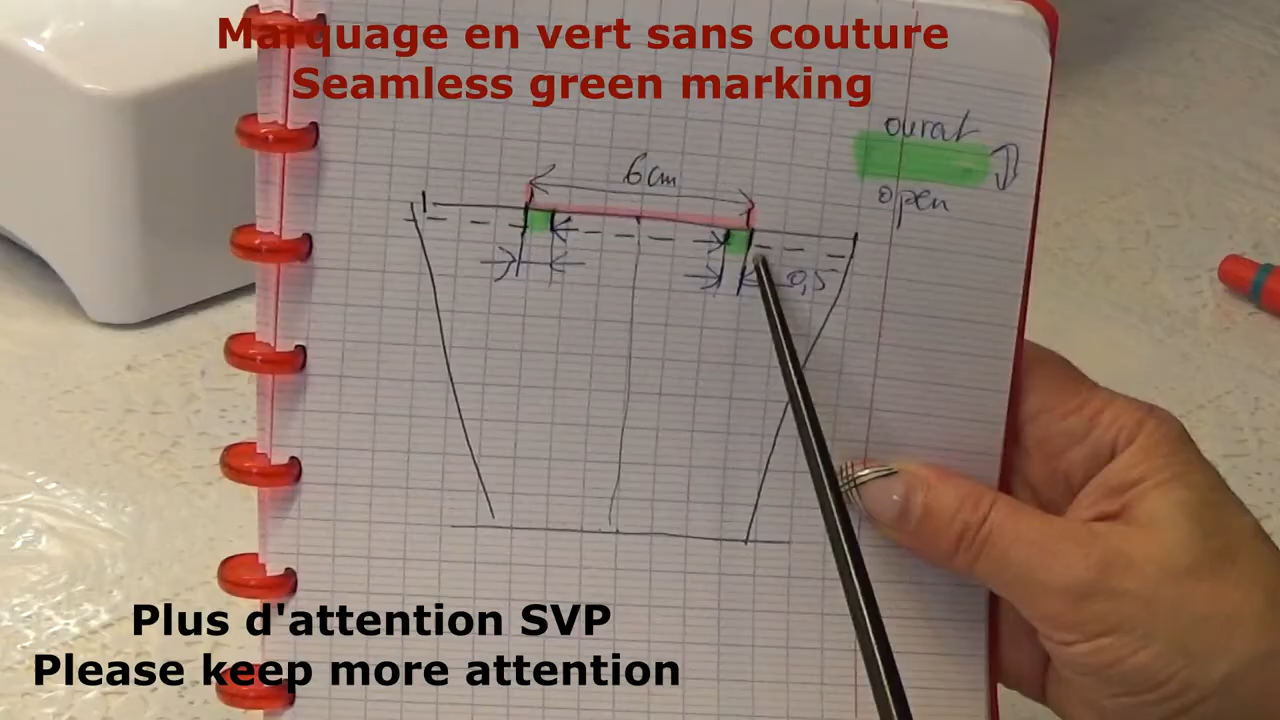 Marquage en vert sans couture
Seamless green marking
ourat
open
6cm
0,5
Plus d'attention SVP
Please keep more attention